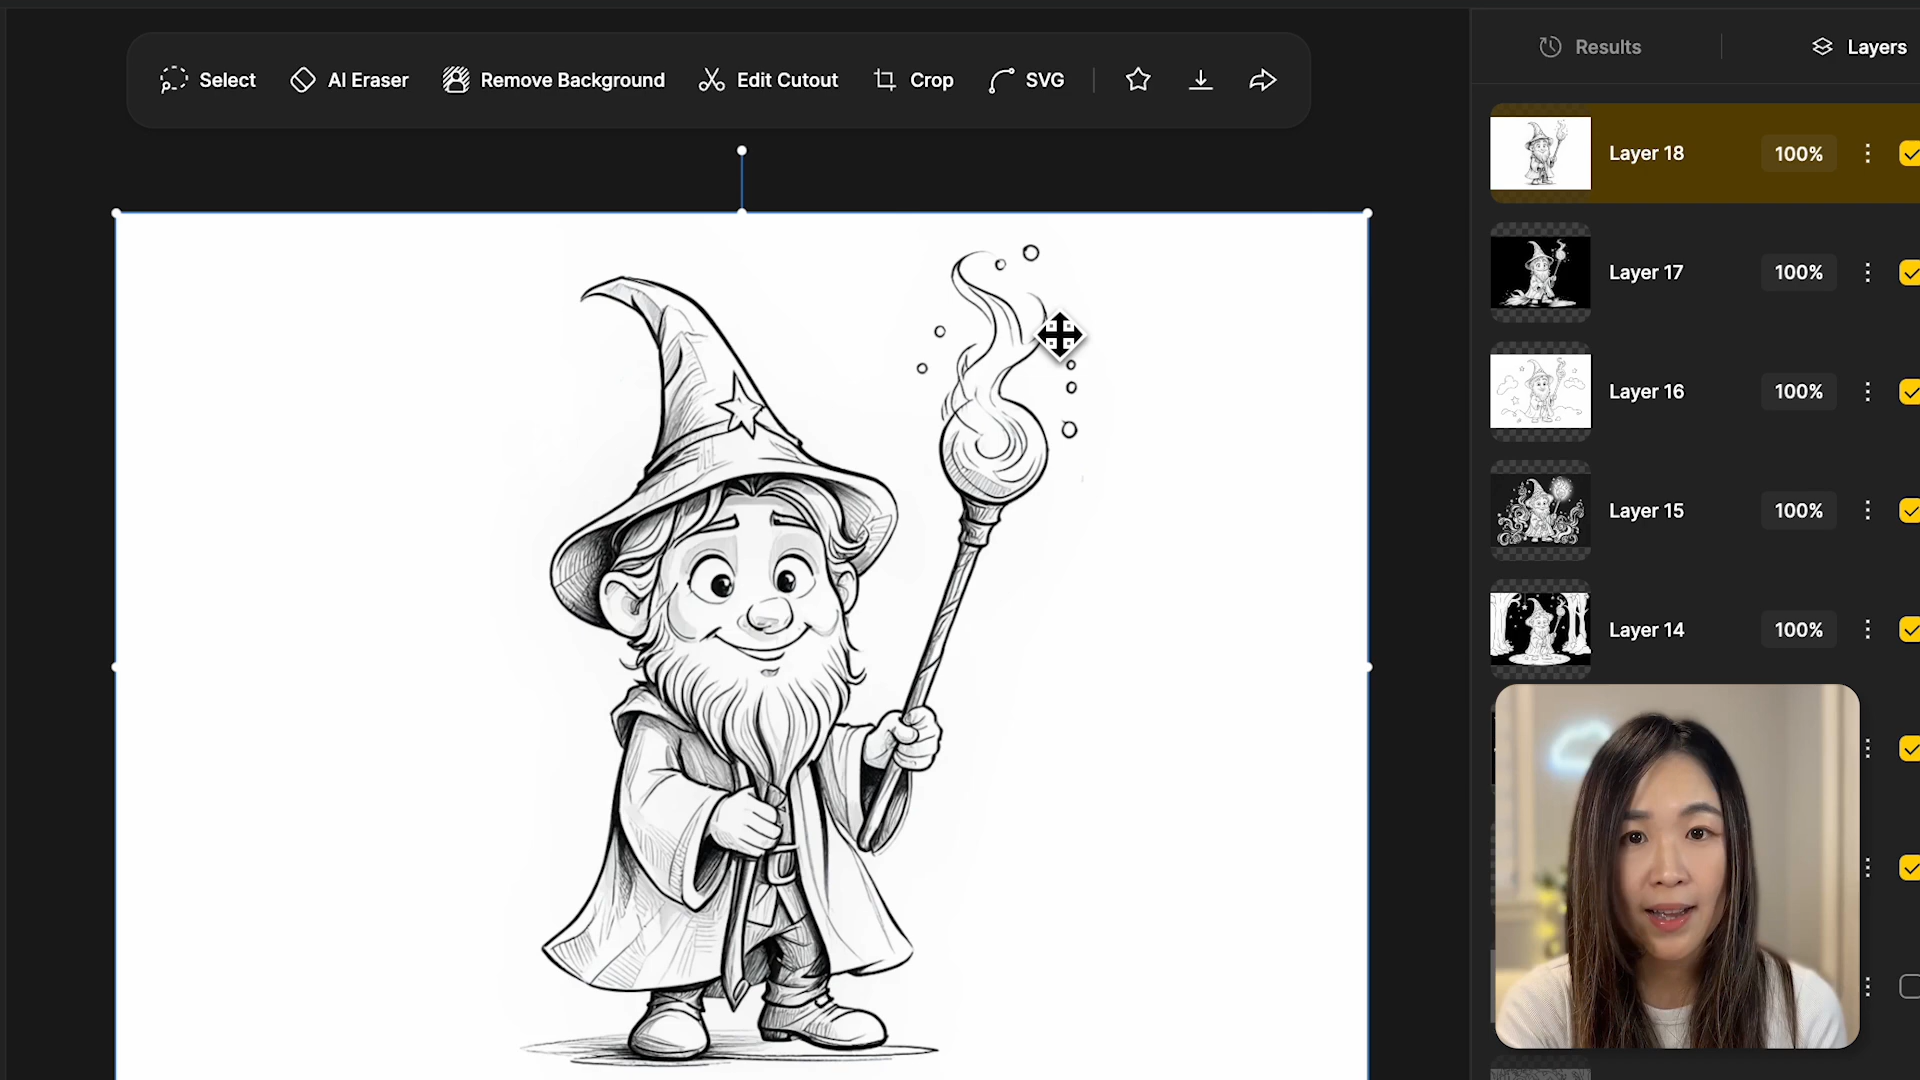 Select AI Eraser Remove Background Edit Cutout Crop SVG
Results Layers
Layer 18 100%
Layer 17 100%
Layer 16 100%
Layer 15 100%
Layer 14 100%